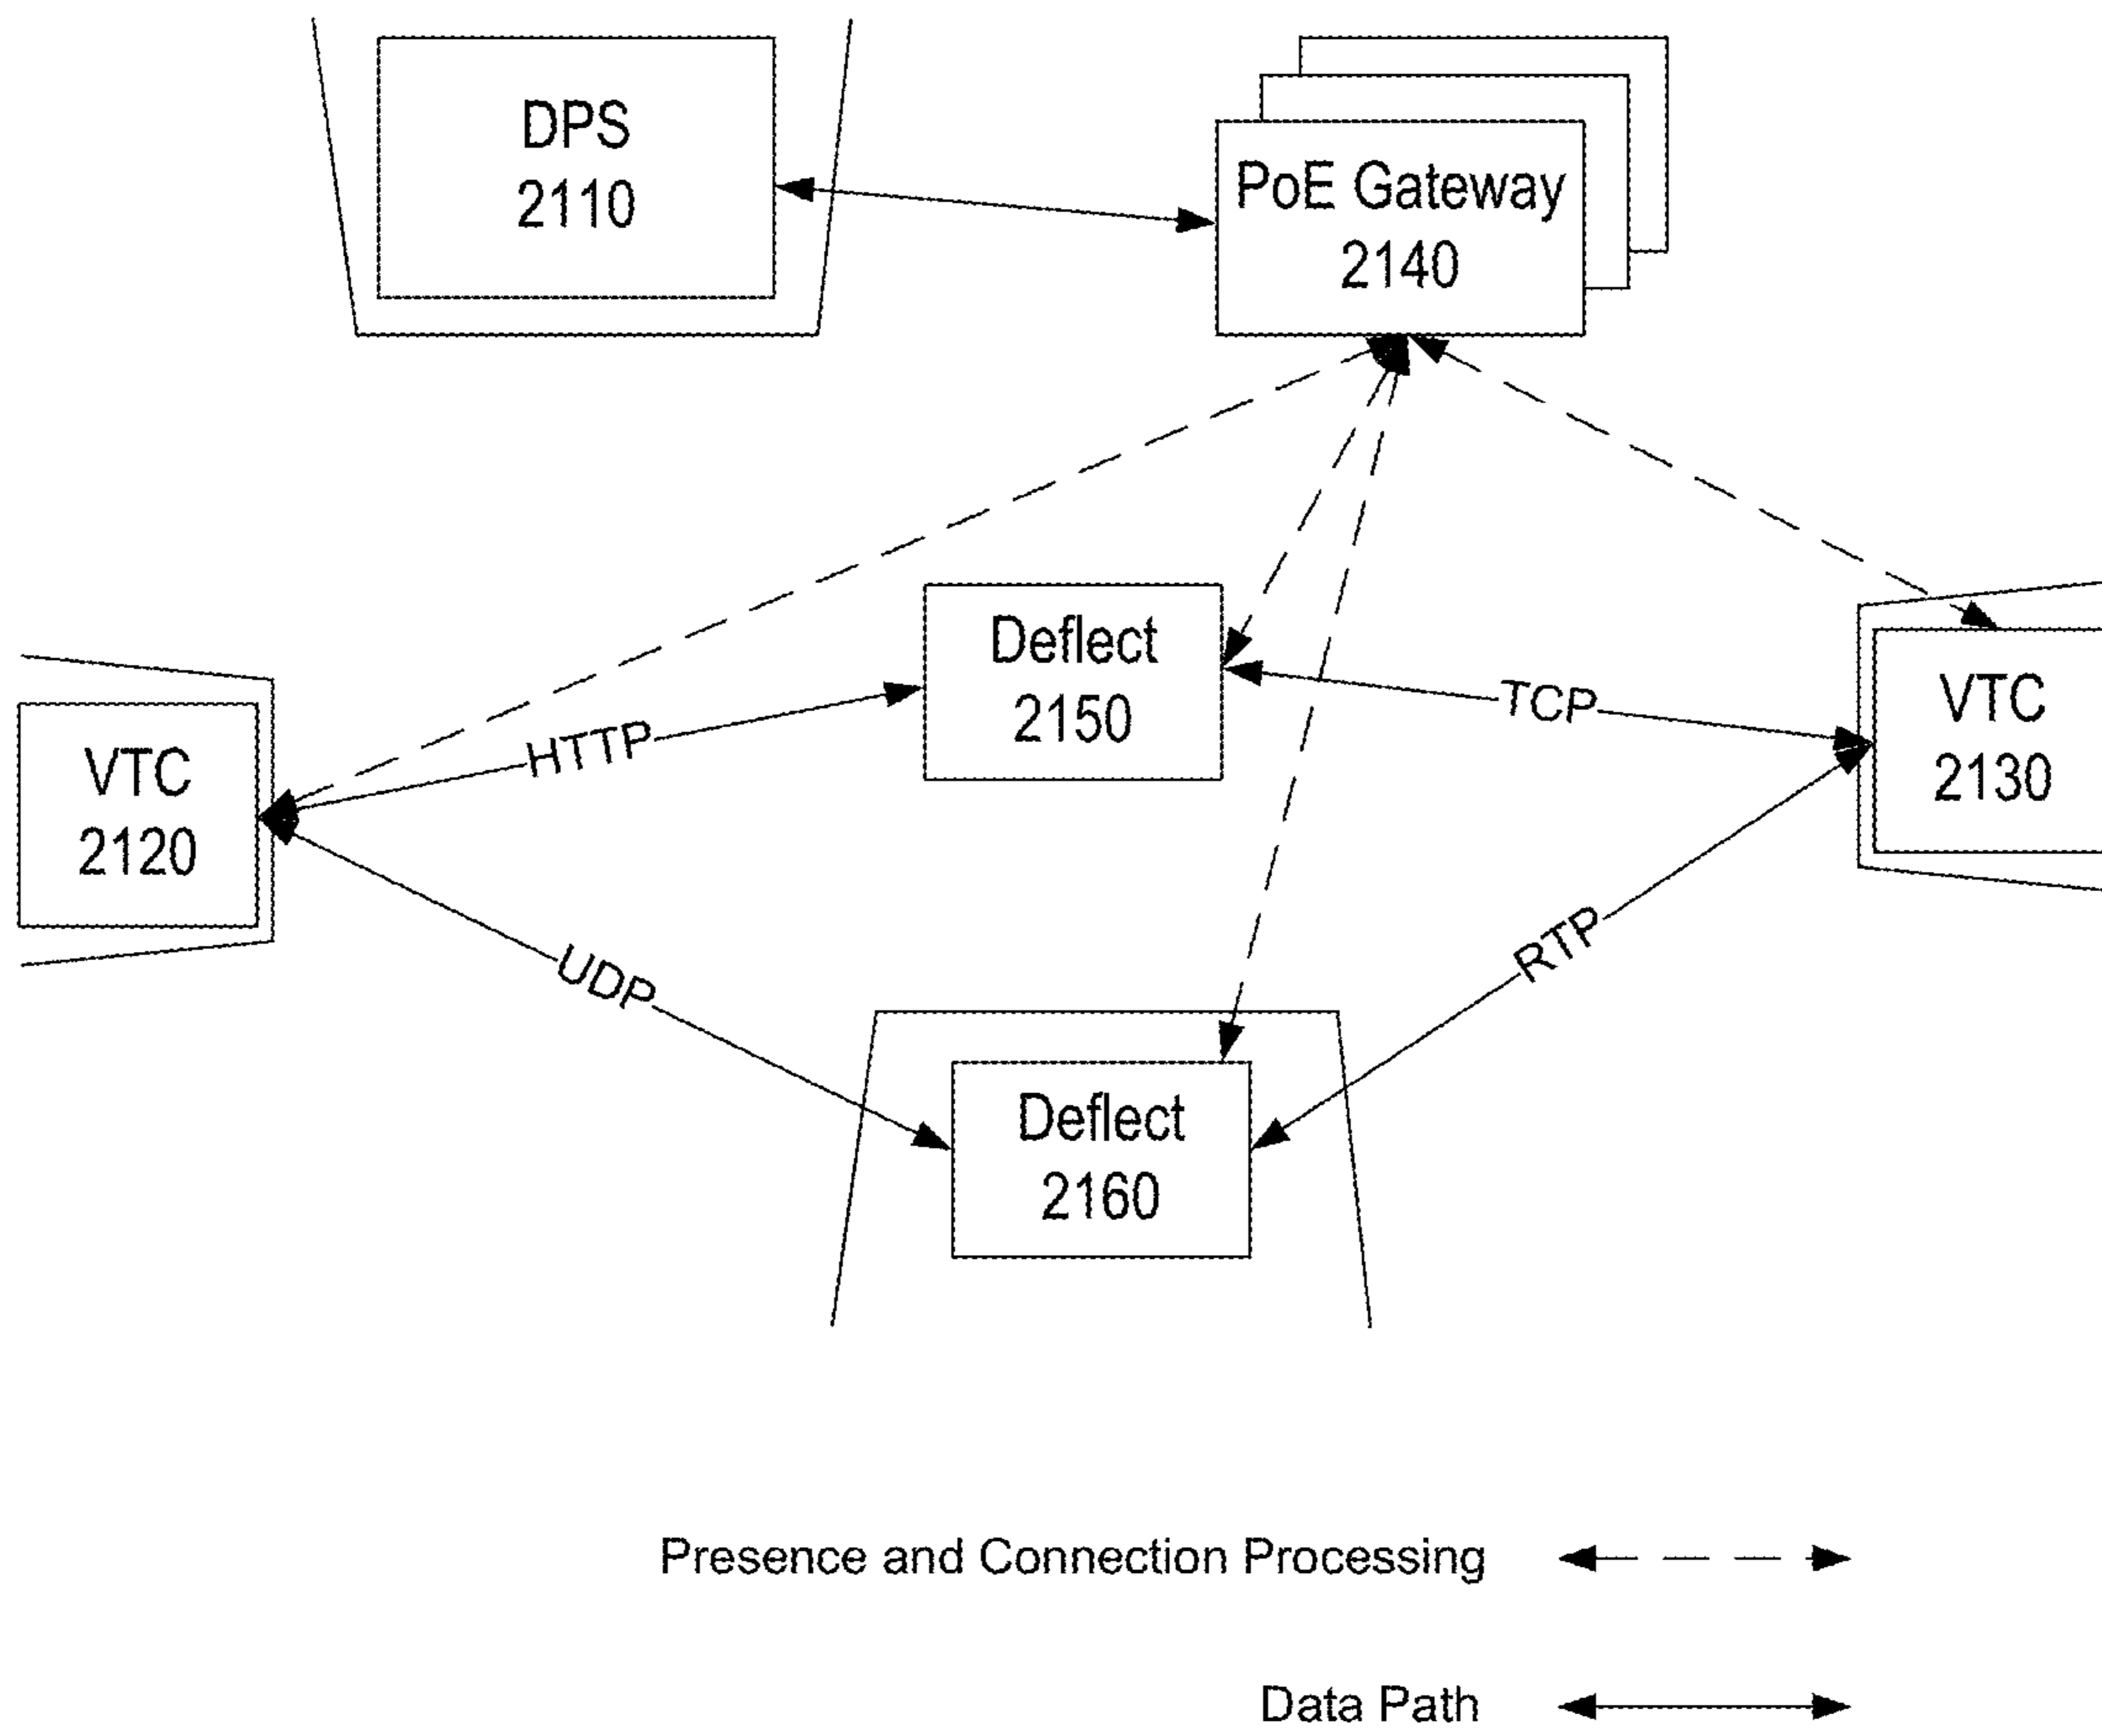 DPS
2110
PoE Gateway
2140
Deflect
2150
VTC
2120
VTC
2130
HTTP
TCP
UDP
RTP
Deflect
2160
Presence and Connection Processing
Data Path